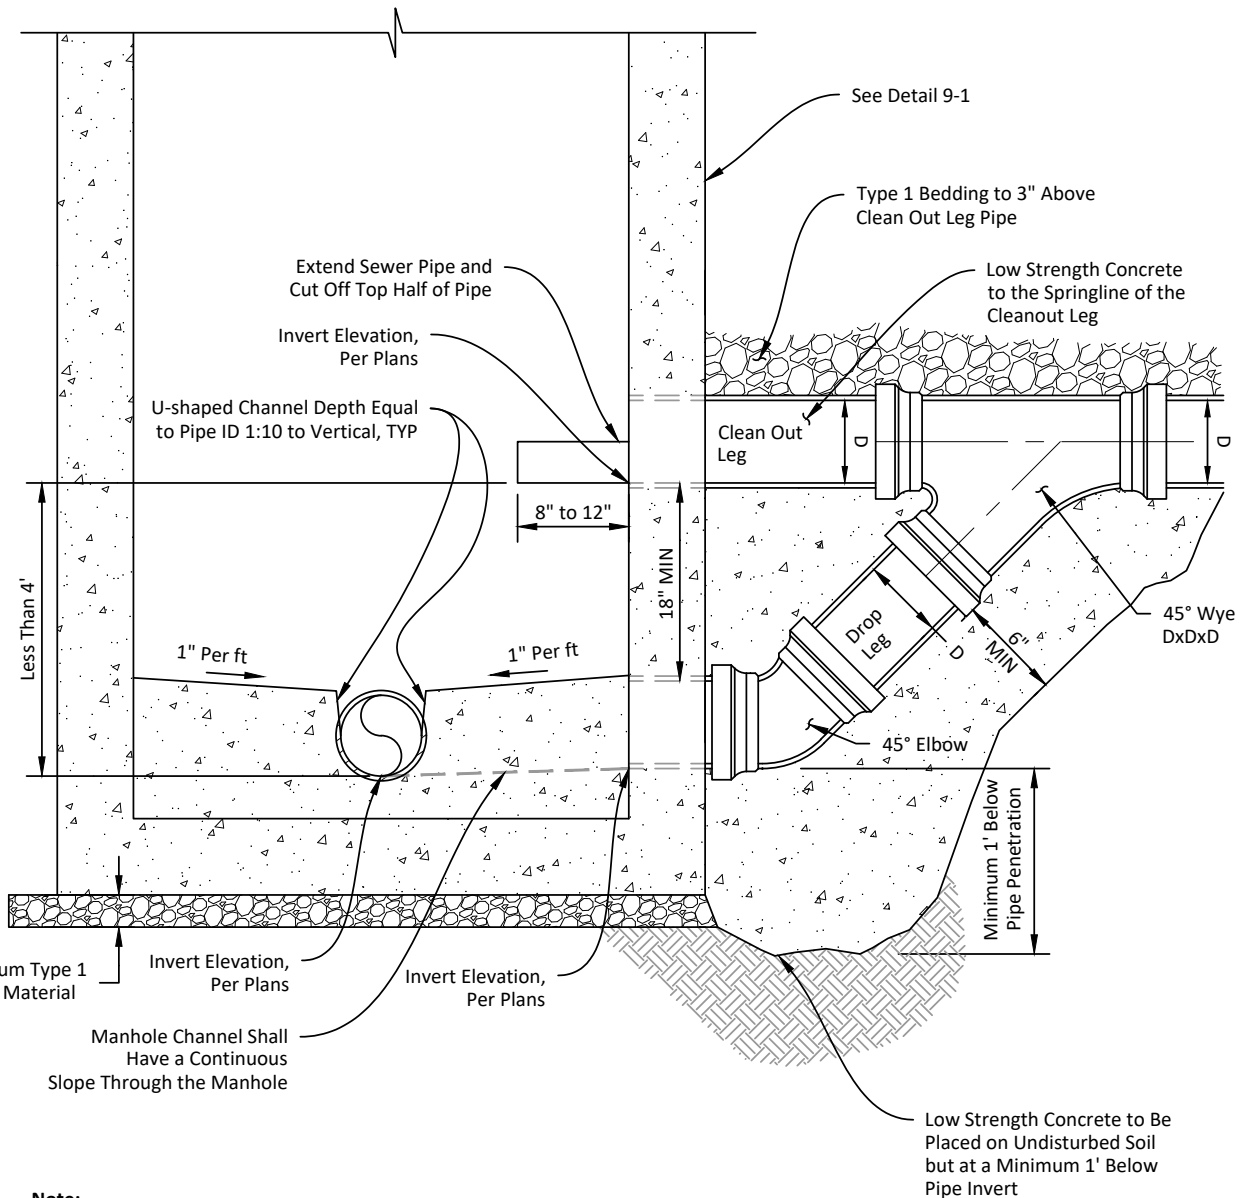 See Detail 9-1
Type 1 Bedding to 3" Above
Clean Out Leg Pipe
Extend Sewer Pipe and
Cut Off Top Half of Pipe
Low Strength Concrete
to the Springline of the
Cleanout Leg
Invert Elevation,
Per Plans
U-shaped Channel Depth Equal
to Pipe ID 1:10 to Vertical, TYP
Clean Out
Leg
D
D
8" to 12"
18" MIN
Less Than 4'
Drop
Leg
D
6"
MIN
45° Wye
DxDxD
1" Per ft
1" Per ft
45° Elbow
Minimum 1' Below
Pipe Penetration
Type 1
Material
Invert Elevation,
Per Plans
Invert Elevation,
Per Plans
Manhole Channel Shall
Have a Continuous
Slope Through the Manhole
Low Strength Concrete to Be
Placed on Undisturbed Soil
but at a Minimum 1' Below
Pipe Invert
Note: